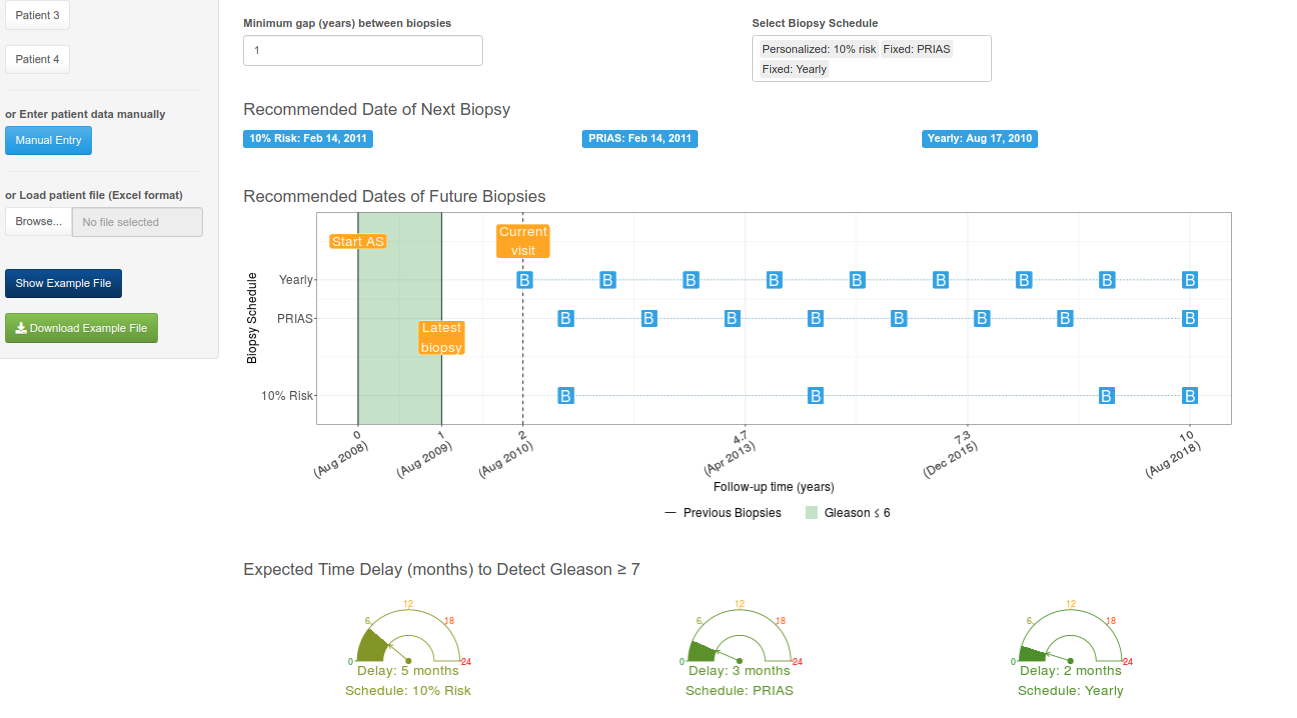 Patient 3
Patient 4
or Enter patient data manually
Manual Entry
or Load patient file (Excel format)
Browse... No file selected
Show Example File
Download Example File
Minimum gap (years) between biopsies
1
Select Biopsy Schedule
Personalized: 10% risk Fixed: PRIAS
Fixed: Yearly
Recommended Date of Next Biopsy
10% Risk: Feb 14, 2011 PRIAS: Feb 14, 2011 Yearly: Aug 17, 2010
Recommended Dates of Future Biopsies
Start AS
Current
visit
Latest
biopsy
Biopsy Schedule
Yearly B B B B B B B B B
PRIAS B B B B B B B B
10% Risk B B B B
0
(Aug 2008)
1
(Aug 2009)
2
(Aug 2010)
4.7
(Apr 2013)
7.3
(Dec 2015)
10
(Aug 2018)
Follow-up time (years)
Previous Biopsies Gleason ≤ 6
Expected Time Delay (months) to Detect Gleason ≥ 7
0 6 12 18 24
Delay: 5 months
Schedule: 10% Risk
0 6 12 18 24
Delay: 3 months
Schedule: PRIAS
0 6 12 18 24
Delay: 2 months
Schedule: Yearly